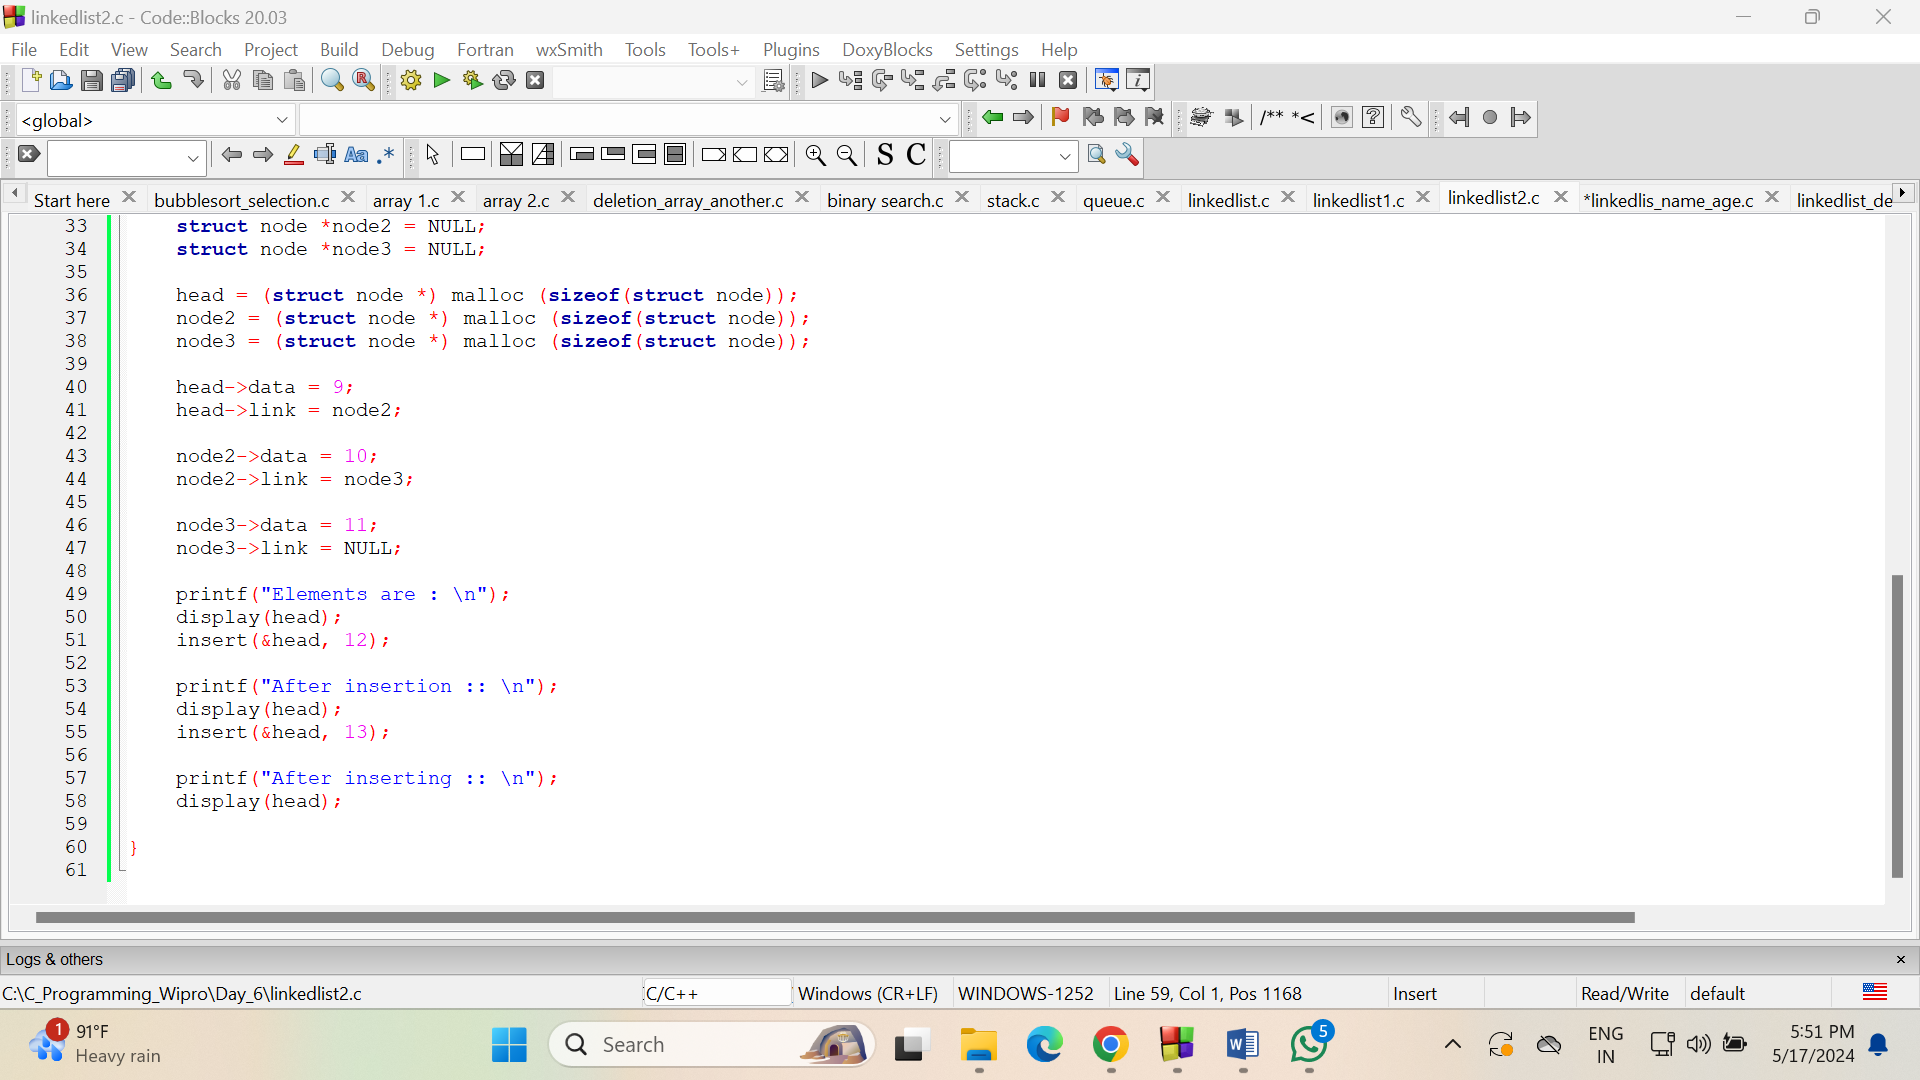 linkedlist2.c - Code::Blocks 20.03
File Edit View Search Project Build Debug Fortran wxSmith Tools Tools+ Plugins DoxyBlocks Settings Help
<global>
/** *<
Aa .* S C
Start here bubblesort_selection.c array 1.c array 2.c deletion_array_another.c binary search.c stack.c queue.c linkedlist.c linkedlist1.c linkedlist2.c *linkedlis_name_age.c linkedlist_de
33 struct node *node2 = NULL;
34 struct node *node3 = NULL;
35
36 head = (struct node *) malloc (sizeof(struct node));
37 node2 = (struct node *) malloc (sizeof(struct node));
38 node3 = (struct node *) malloc (sizeof(struct node));
39
40 head->data = 9;
41 head->link = node2;
42
43 node2->data = 10;
44 node2->link = node3;
45
46 node3->data = 11;
47 node3->link = NULL;
48
49 printf("Elements are : \n");
50 display(head);
51 insert(&head, 12);
52
53 printf("After insertion :: \n");
54 display(head);
55 insert(&head, 13);
56
57 printf("After inserting :: \n");
58 display(head);
59
60 }
61
Logs & others
C:\C_Programming_Wipro\Day_6\linkedlist2.c C/C++ Windows (CR+LF) WINDOWS-1252 Line 59, Col 1, Pos 1168 Insert Read/Write default
1 91°F
Heavy rain
Search
5
ENG
IN
5:51 PM
5/17/2024